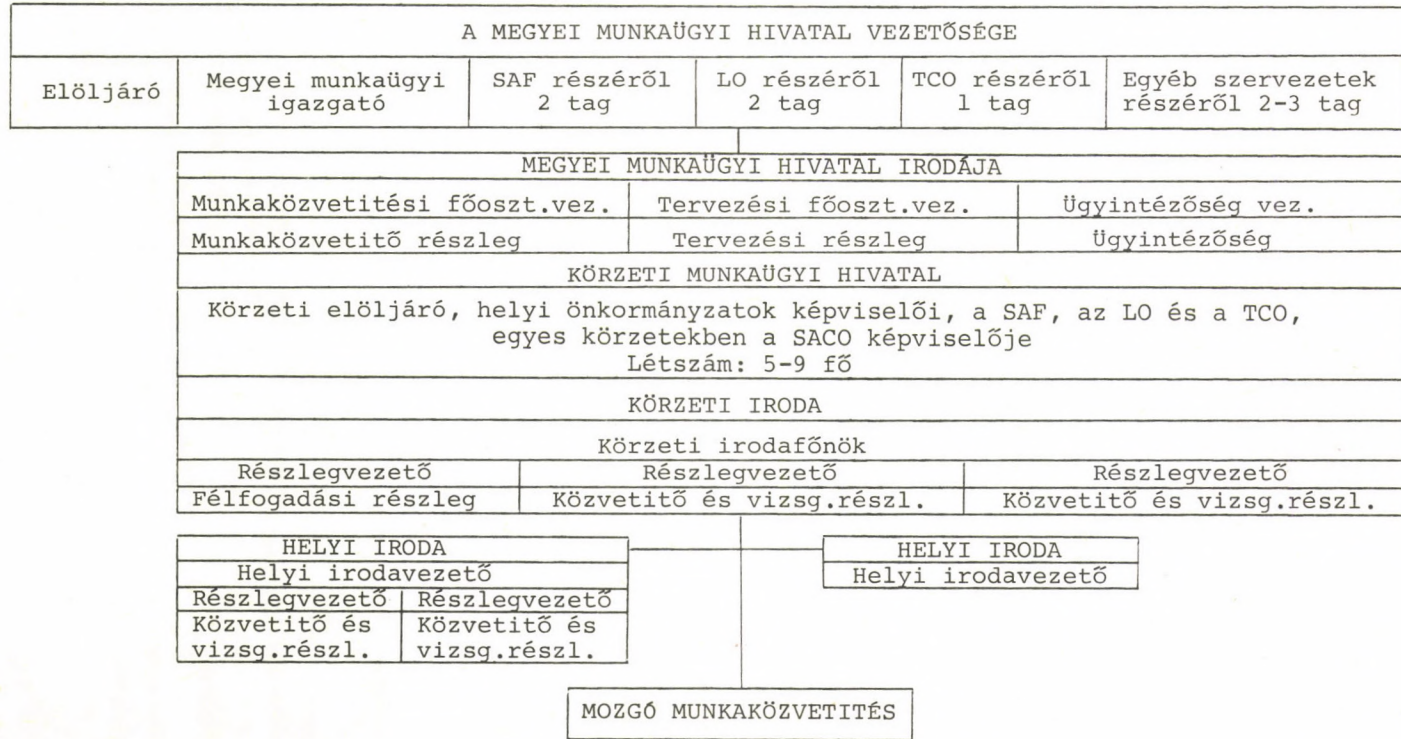 A MEGYEI MUNKAÜGYI HIVATAL VEZETŐSÉGE
Elöljáró
Megyei munkaügyi
igazgató
SAF részéről
2 tag
LO részéről
2 tag
TCO részéről
1 tag
Egyéb szervezetek
részéről 2-3 tag
MEGYEI MUNKAÜGYI HIVATAL IRODÁJA
Munkaközvetitési főoszt.vez.
Tervezési főoszt.vez.
Ügyintézőség vez.
Munkaközvetitő részleg
Tervezési részleg
Ügyintézőség
KÖRZETI MUNKAÜGYI HIVATAL
Körzeti elöljáró, helyi önkormányzatok képviselői, a SAF, az LO és a TCO,
egyes körzetekben a SACO képviselője
Létszám: 5-9 fő
KÖRZETI IRODA
Körzeti irodafőnök
Részlegvezető
Részlegvezető
Részlegvezető
Félfogadási részleg
Közvetitő és vizsg.részl.
Közvetitő és vizsg.részl.
HELYI IRODA
Helyi irodavezető
Részlegvezető
Részlegvezető
Közvetitő és
vizsg.részl.
Közvetitő és
vizsg.részl.
HELYI IRODA
Helyi irodavezető
MOZGÓ MUNKAKÖZVETITÉS